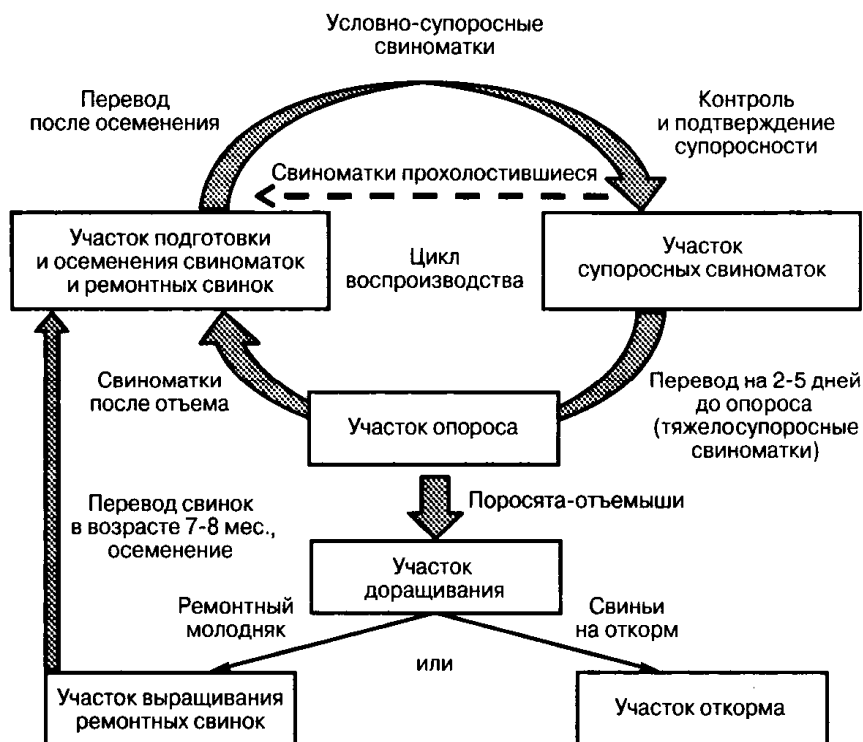 Условно-супоросные
свиноматки
Перевод
после осеменения
Контроль
и подтверждение
супоросности
Свиноматки прохолостившиеся
Участок подготовки
и осеменения свиноматок
и ремонтных свинок
Цикл
воспроизводства
Участок
супоросных свиноматок
Свиноматки
после отъема
Участок опороса
Перевод на 2-5 дней
до опороса
(тяжелосупоросные
свиноматки)
Перевод свинок
в возрасте 7-8 мес.,
осеменение
Поросята-отъемыши
Участок
доращивания
Ремонтный
молодняк
или
Свиньи
на откорм
Участок выращивания
ремонтных свинок
Участок откорма